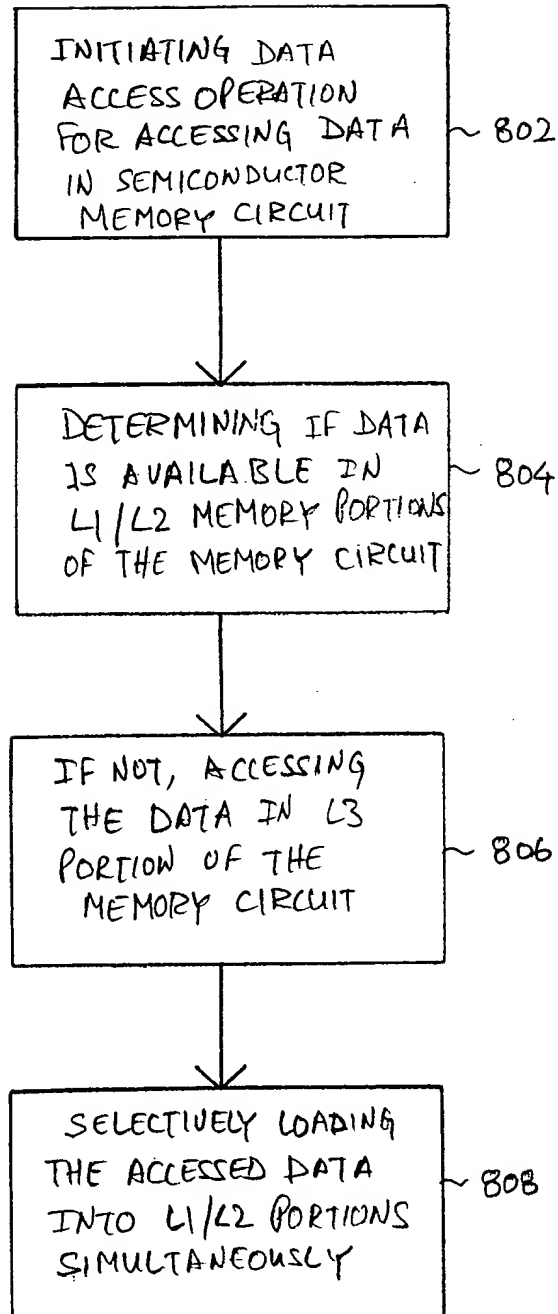 INITIATING DATA
ACCESS OPERATION
FOR ACCESSING DATA
IN SEMICONDUCTOR
MEMORY CIRCUIT
802
DETERMINING IF DATA
IS AVAILABLE IN
L1/L2 MEMORY PORTIONS
OF THE MEMORY CIRCUIT
804
IF NOT, ACCESSING
THE DATA IN L3
PORTION OF THE
MEMORY CIRCUIT
806
SELECTIVELY LOADING
THE ACCESSED DATA
INTO L1/L2 PORTIONS
SIMULTANEOUSLY
808